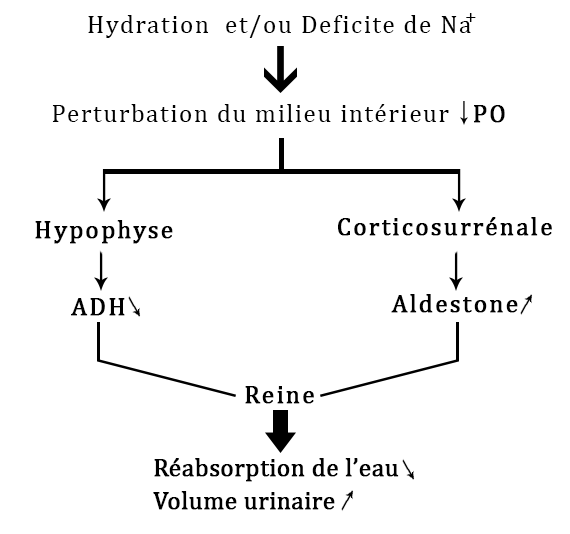 Hydration et/ou Deficite de Na⁺
Perturbation du milieu intérieur ↓PO
Hypophyse
Corticosurrénale
ADH↘
Aldestone↗
Reine
Réabsorption de l'eau↘
Volume urinaire ↗